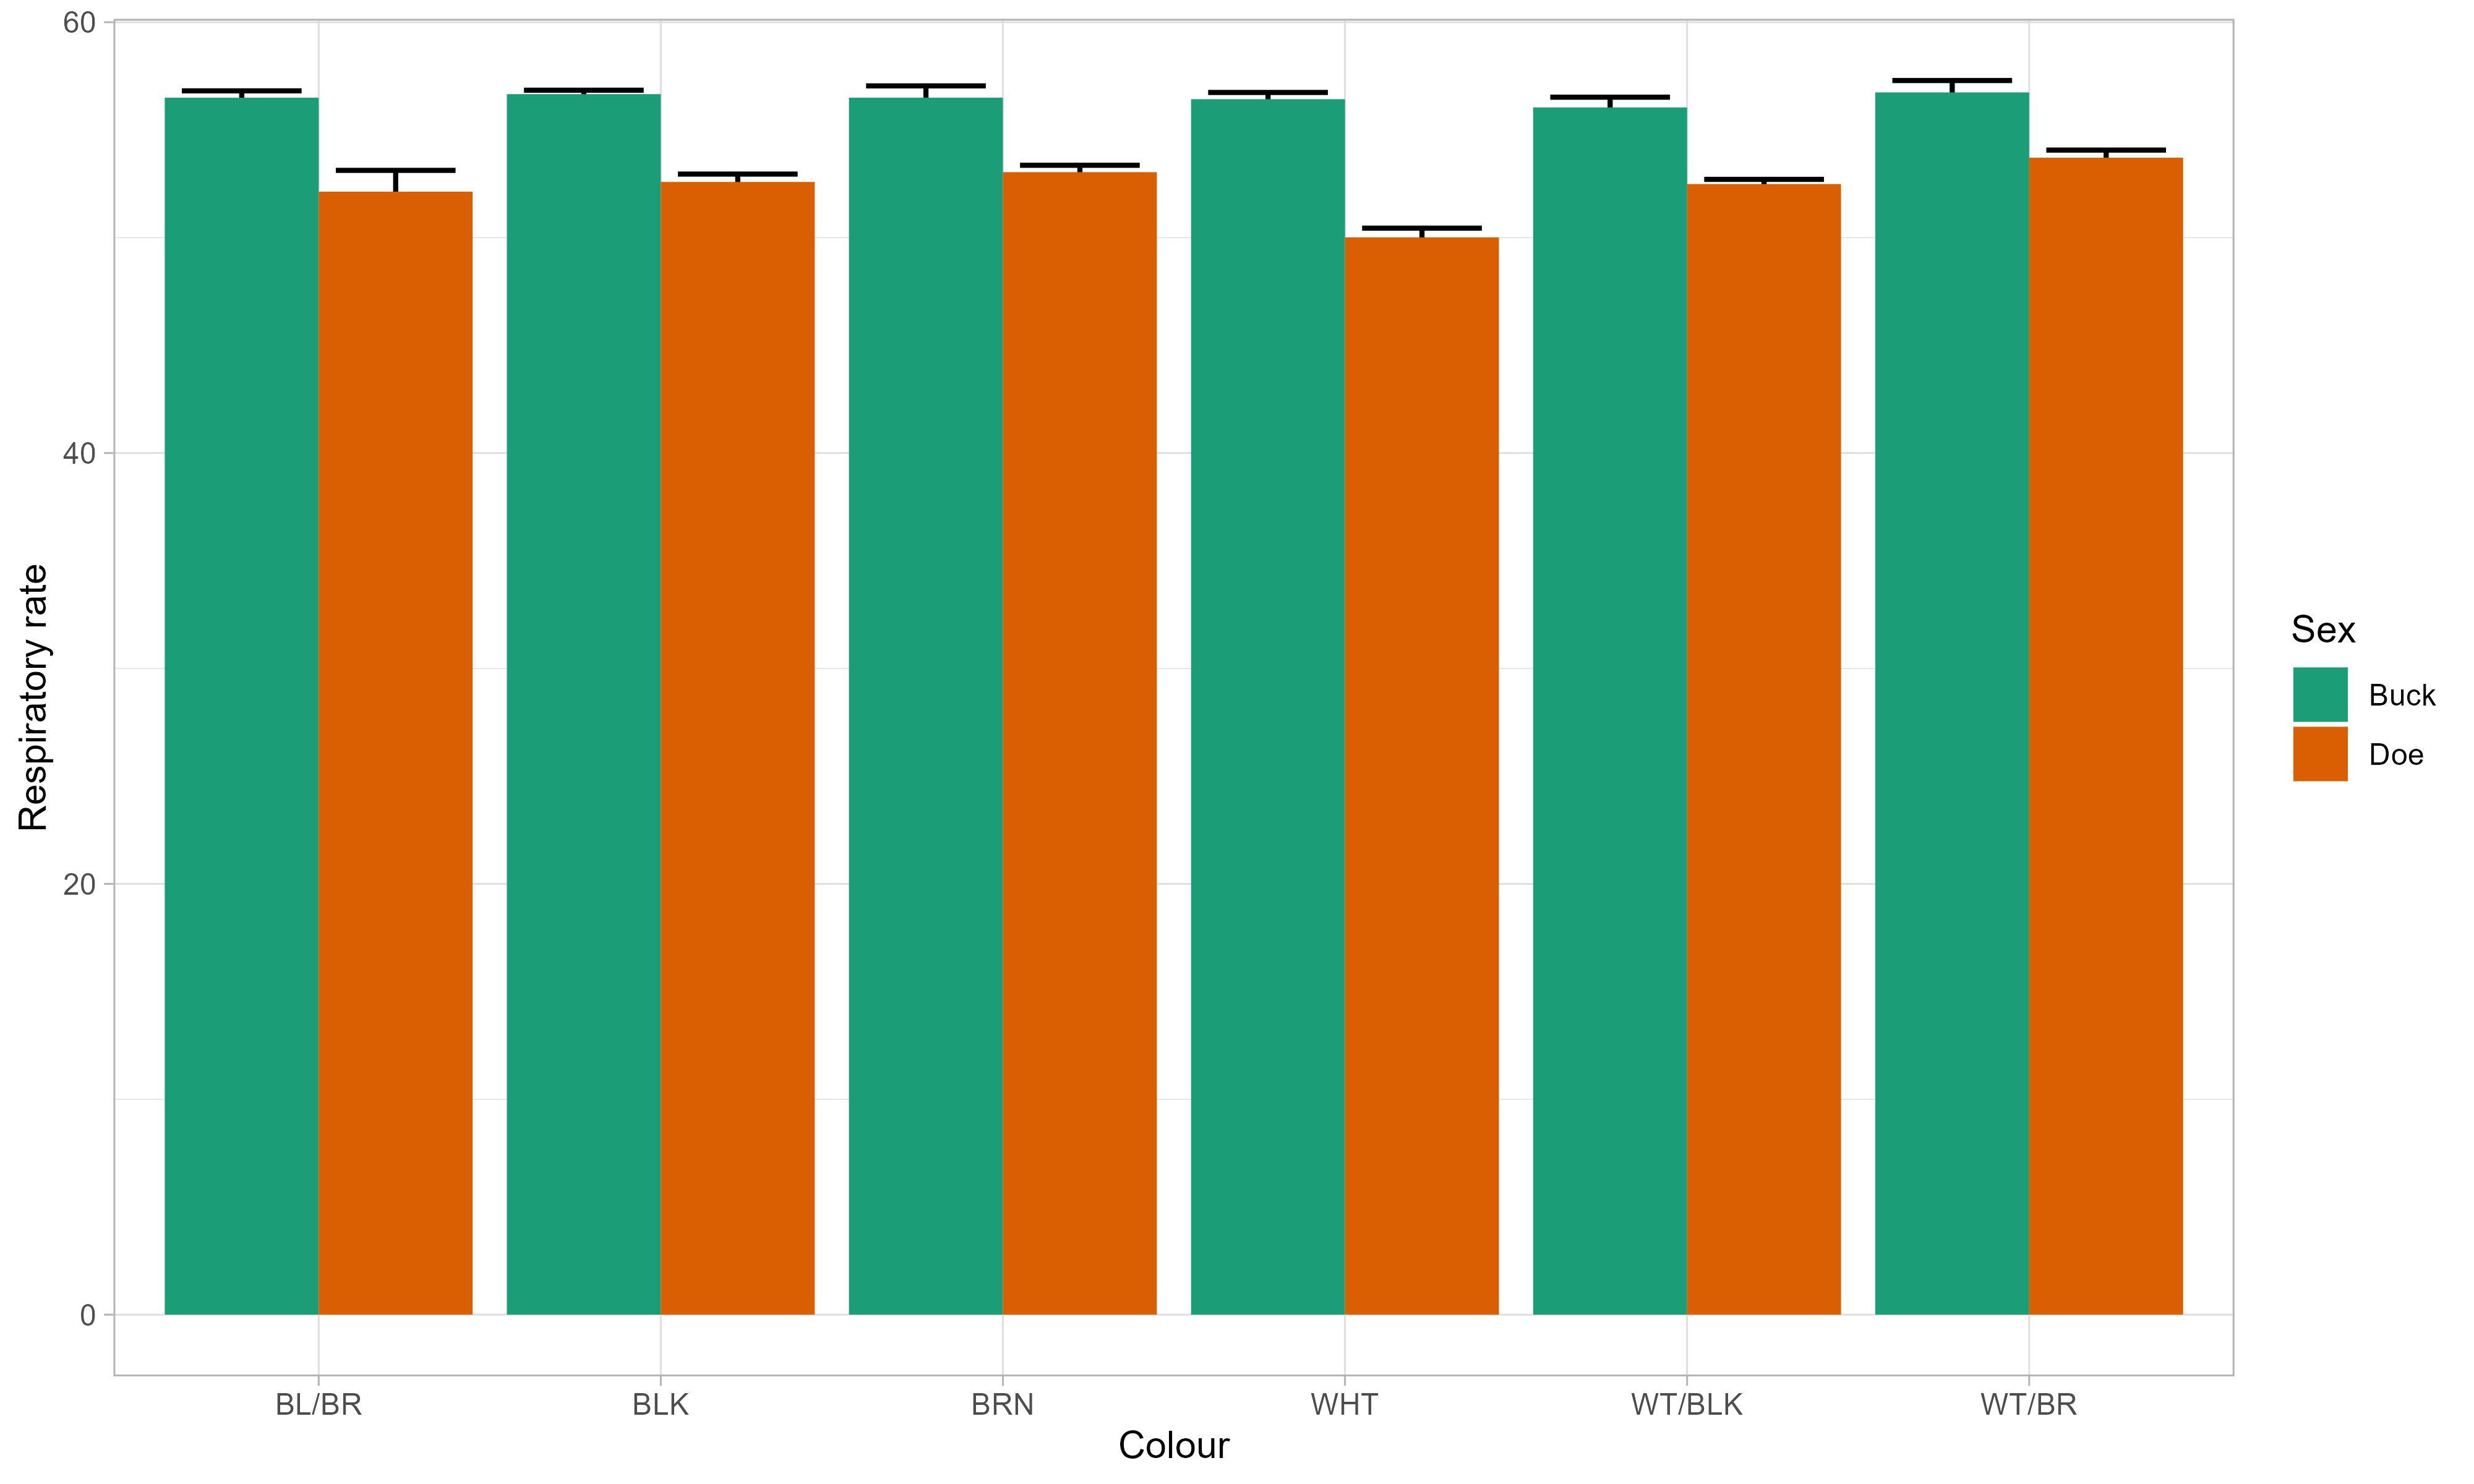 60
40
20
0
Respiratory rate
BL/BR BLK BRN WHT WT/BLK WT/BR
Colour
Sex
Buck
Doe